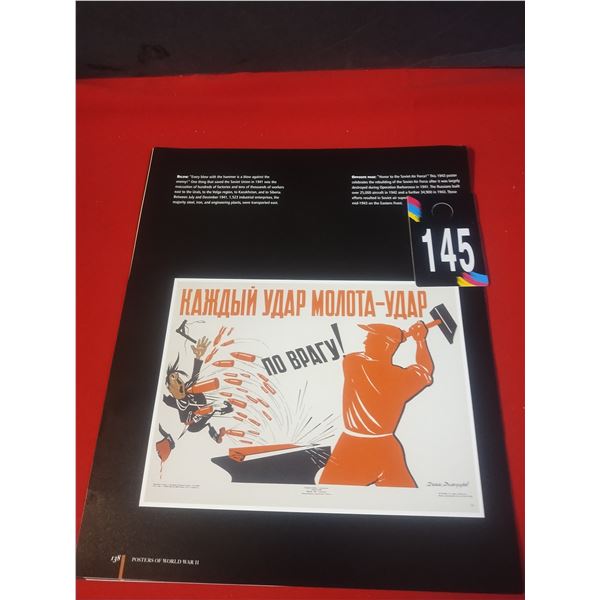 BELOW: "Every blow with the hammer is a blow against the
enemy!" One thing that saved the Soviet Union in 1941 was the
evacuation of hundreds of factories and tens of thousands of workers
east to the Urals, to the Volga region, to Kazakhstan, and to Siberia.
Between July and December 1941, 1,523 industrial enterprises, the
majority steel, iron, and engineering plants, were transported east.
OPPOSITE PAGE: "Honor to the Soviet Air Force!" This 1943 poster
celebrates the rebuilding of the Soviet Air Force after it was largely
destroyed during Operation Barbarossa in 1941. The Russians built
over 25,000 aircraft in 1942 and a further 34,900 in 1943. These
efforts resulted in Soviet air
mid-1943 on the Eastern Front.
145
КАЖДЫЙ УДАР МОЛОТА-УДАР
ПО ВРАГУ!
138 POSTERS OF WORLD WAR II